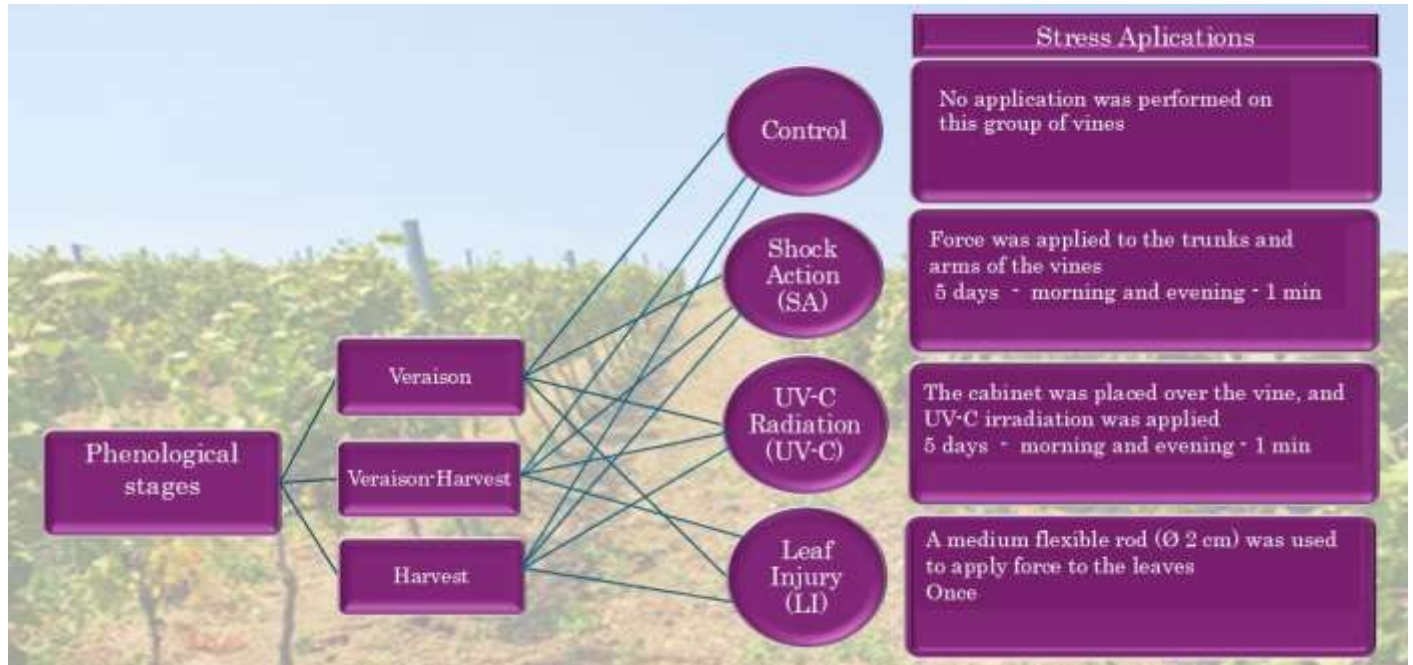 Stress Aplications
Control
No application was performed on
this group of vines
Shock
Action
(SA)
Force was applied to the trunks and
arms of the vines
5 days - morning and evening - 1 min
Veraison
UV-C
Radiation
(UV-C)
The cabinet was placed over the vine, and
UV-C irradiation was applied
5 days - morning and evening - 1 min
Phenological
stages
Veraison-Harvest
Harvest
Leaf
Injury
(LI)
A medium flexible rod (Ø 2 cm) was used
to apply force to the leaves
Once